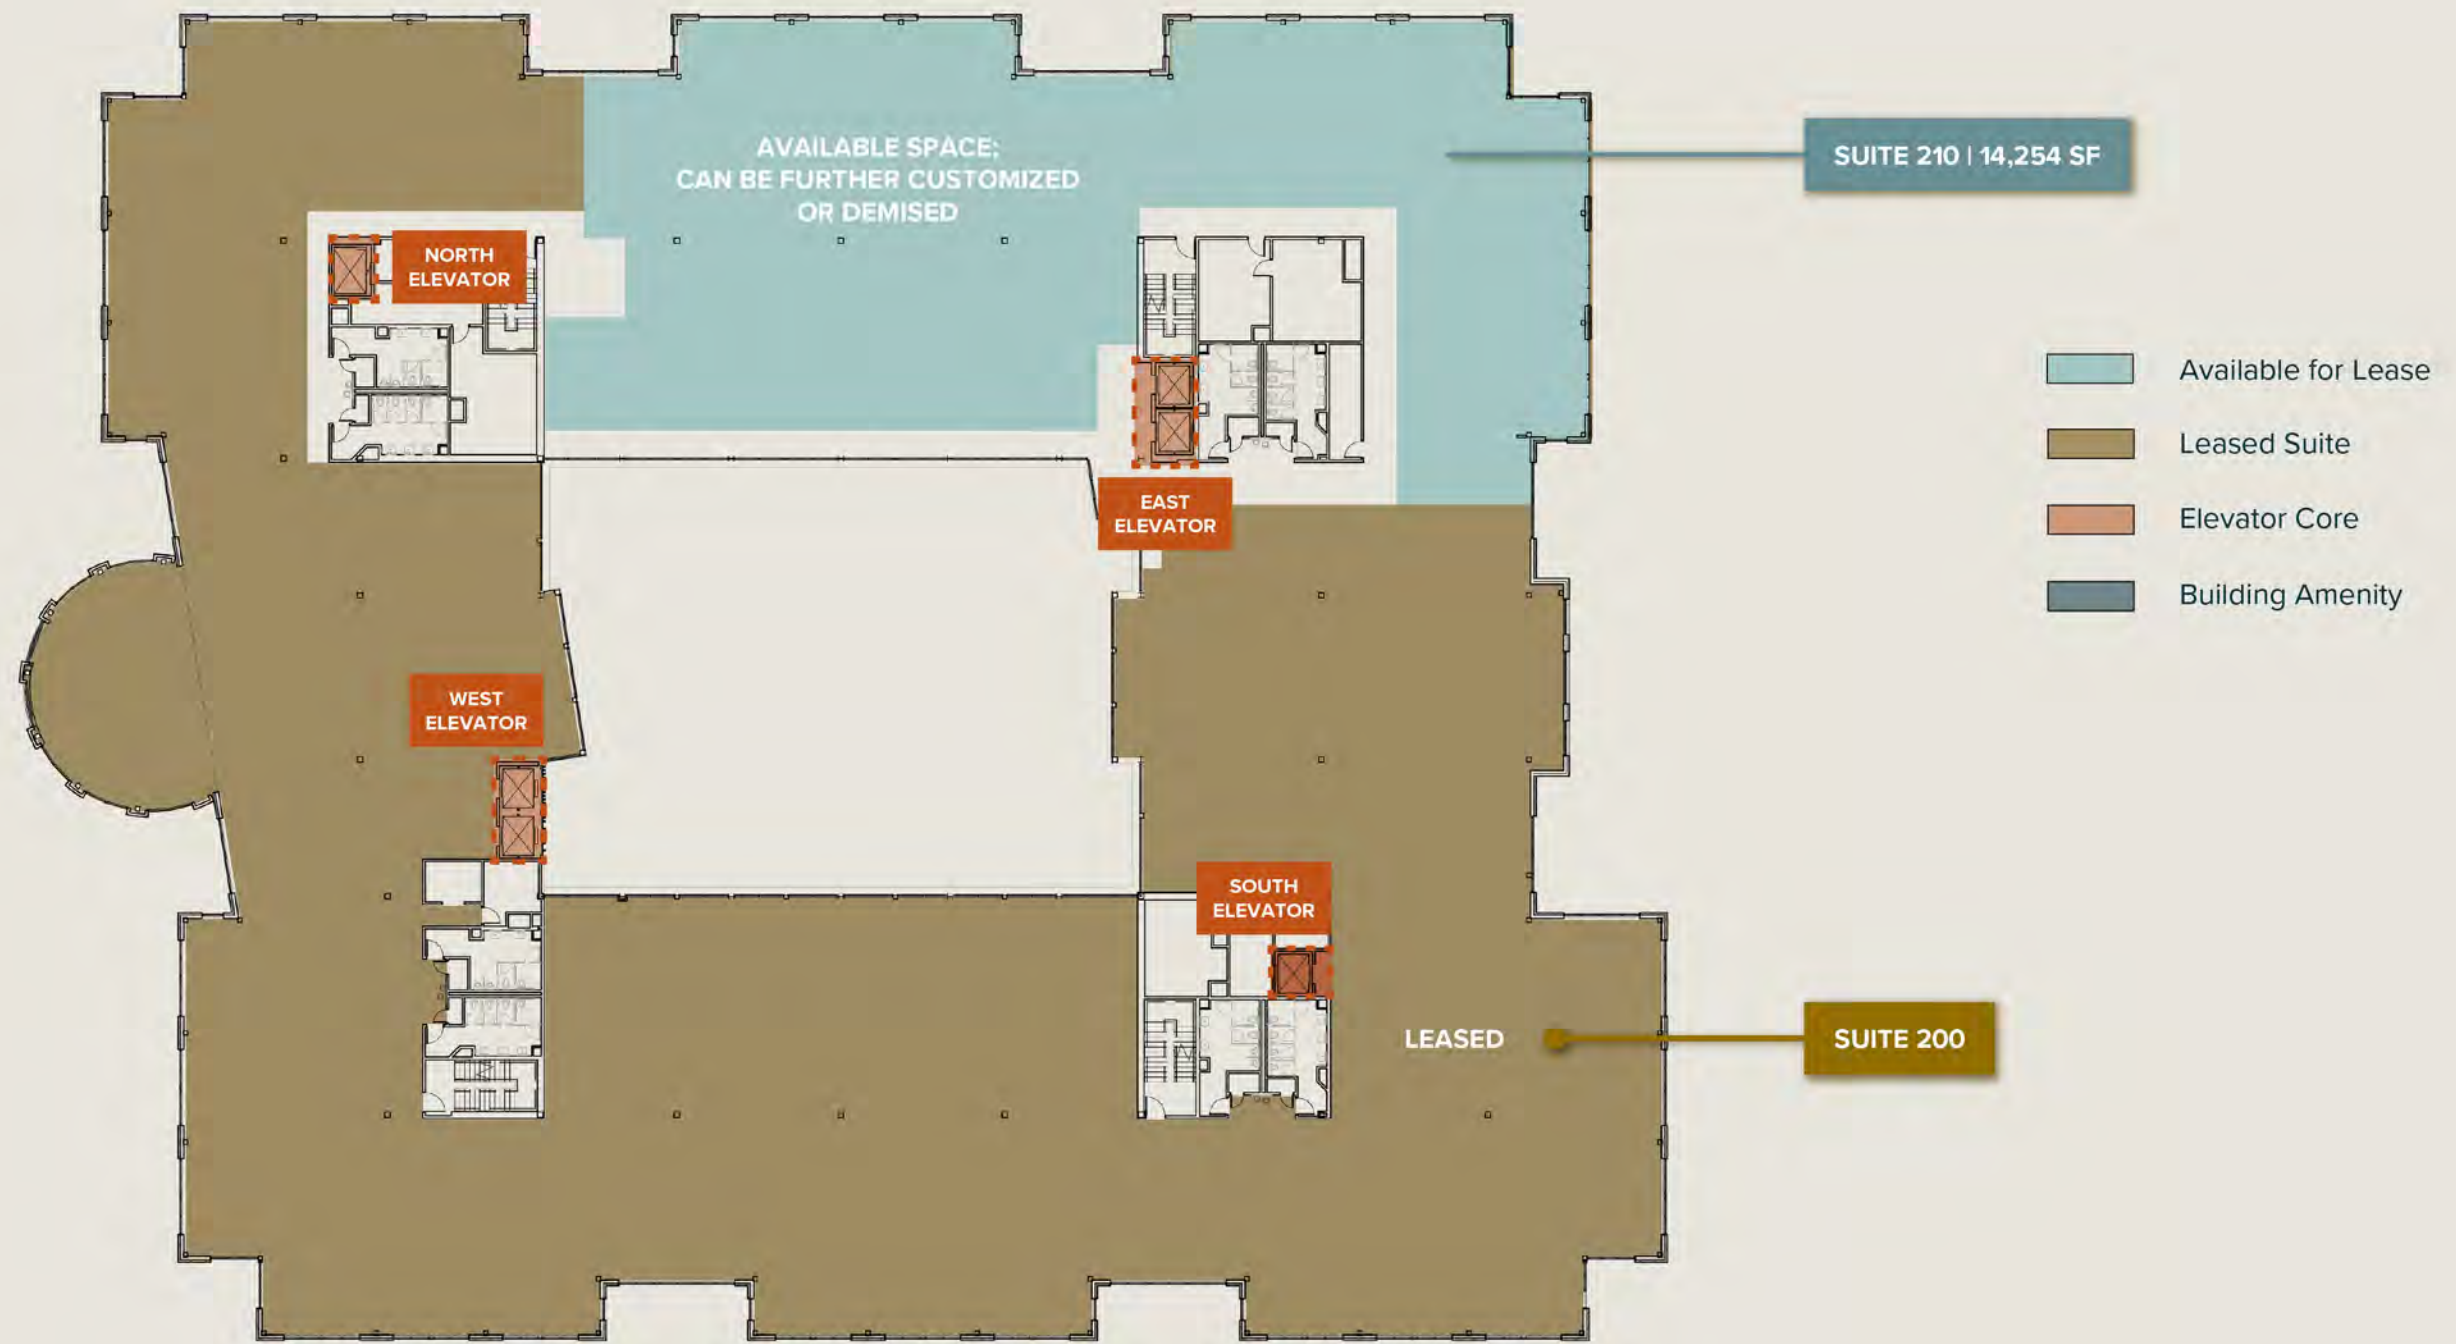 AVAILABLE SPACE;
CAN BE FURTHER CUSTOMIZED
OR DEMISED
SUITE 210 | 14,254 SF
NORTH
ELEVATOR
EAST
ELEVATOR
WEST
ELEVATOR
SOUTH
ELEVATOR
LEASED
SUITE 200
Available for Lease
Leased Suite
Elevator Core
Building Amenity